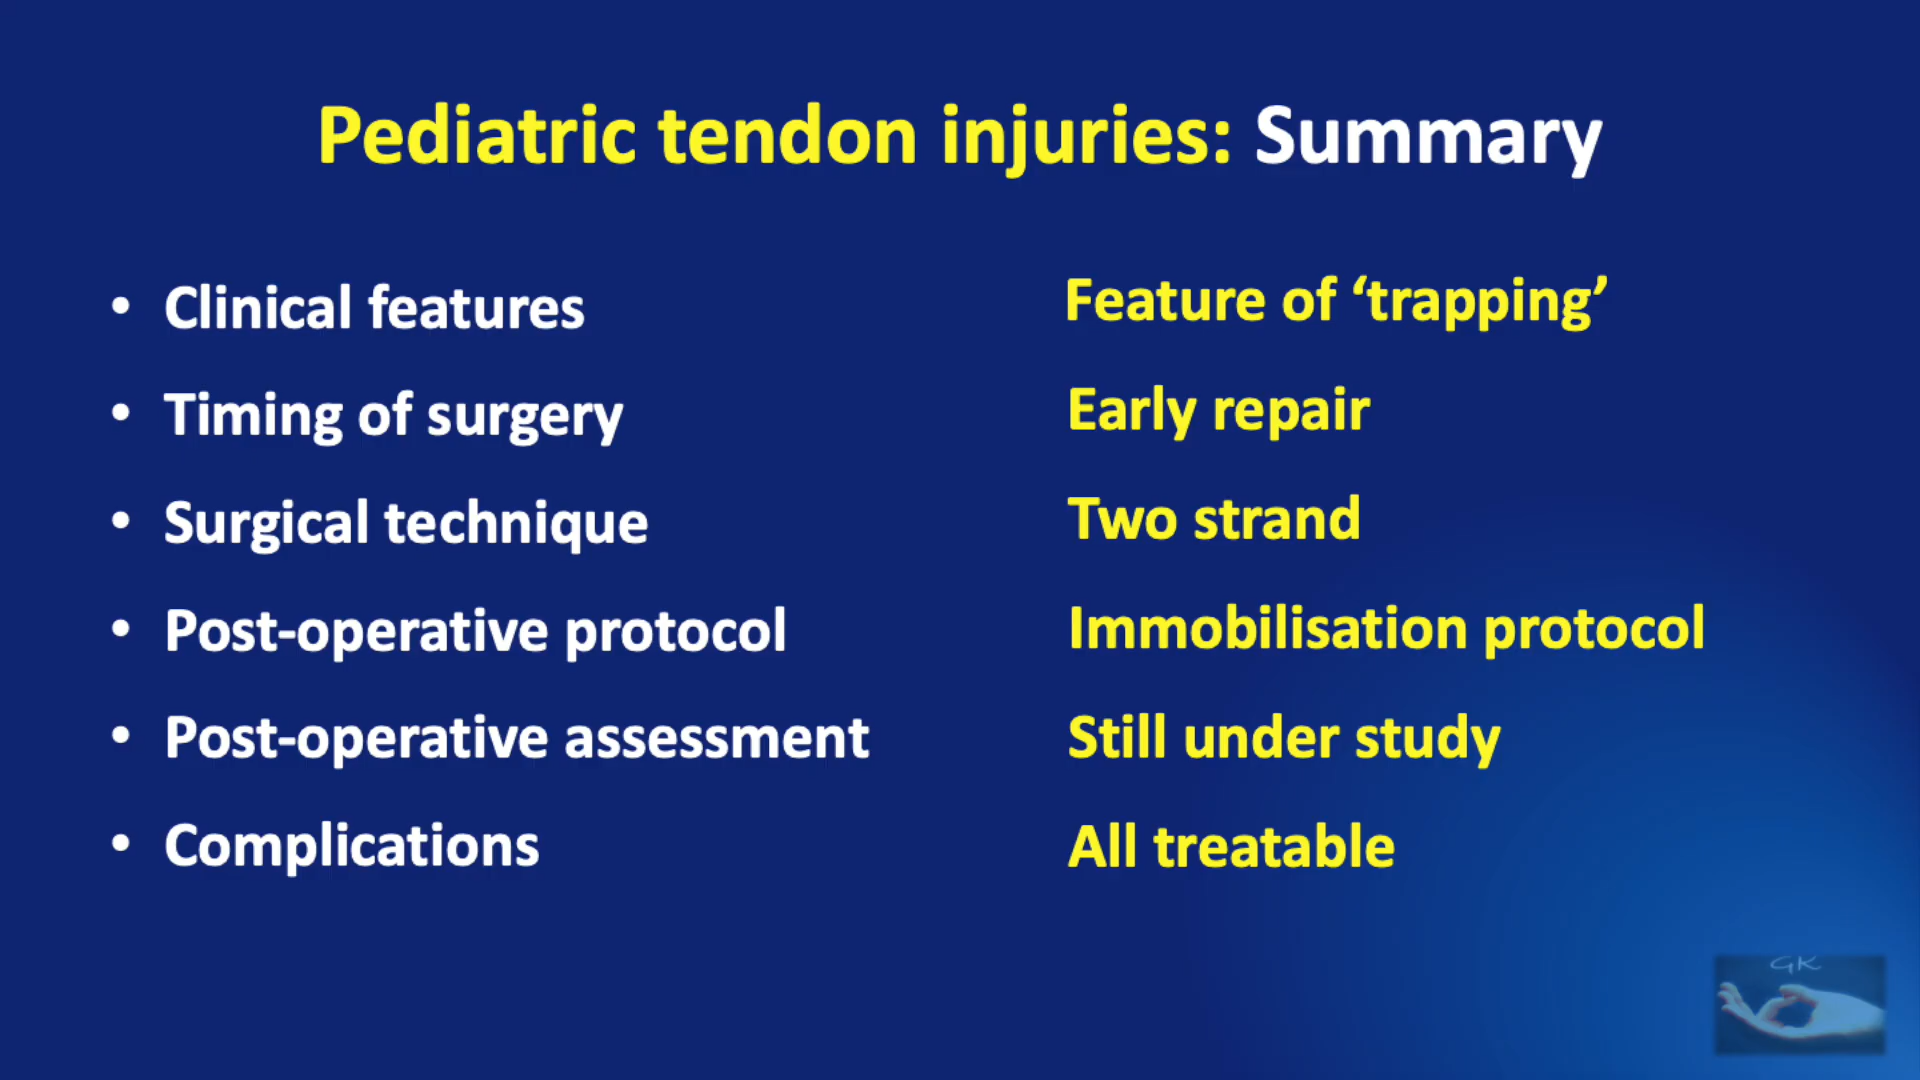 Pediatric tendon injuries: Summary
• Clinical features
Feature of ‘trapping’
• Timing of surgery
Early repair
• Surgical technique
Two strand
• Post-operative protocol
Immobilisation protocol
• Post-operative assessment
Still under study
• Complications
All treatable
GK